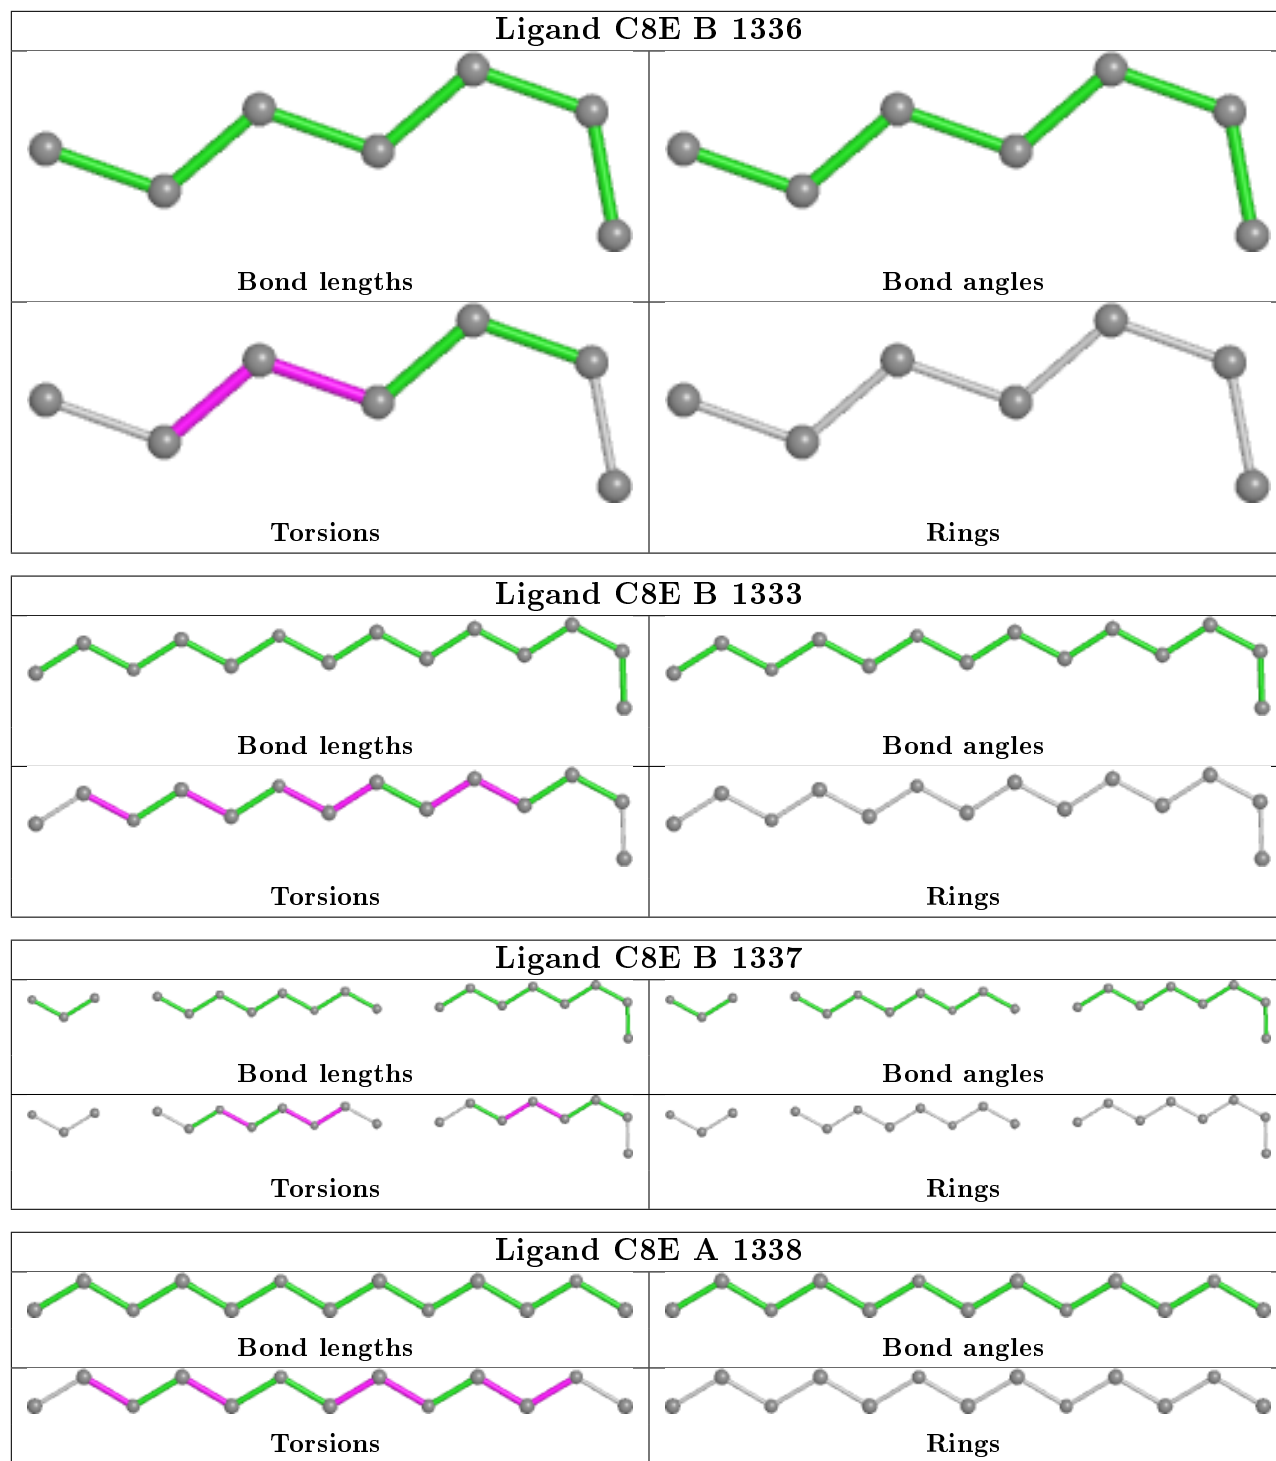 Ligand C8E B 1336
Bond lengths
Bond angles
Torsions
Rings
Ligand C8E B 1333
Bond lengths
Bond angles
Torsions
Rings
Ligand C8E B 1337
Bond lengths
Bond angles
Torsions
Rings
Ligand C8E A 1338
Bond lengths
Bond angles
Torsions
Rings